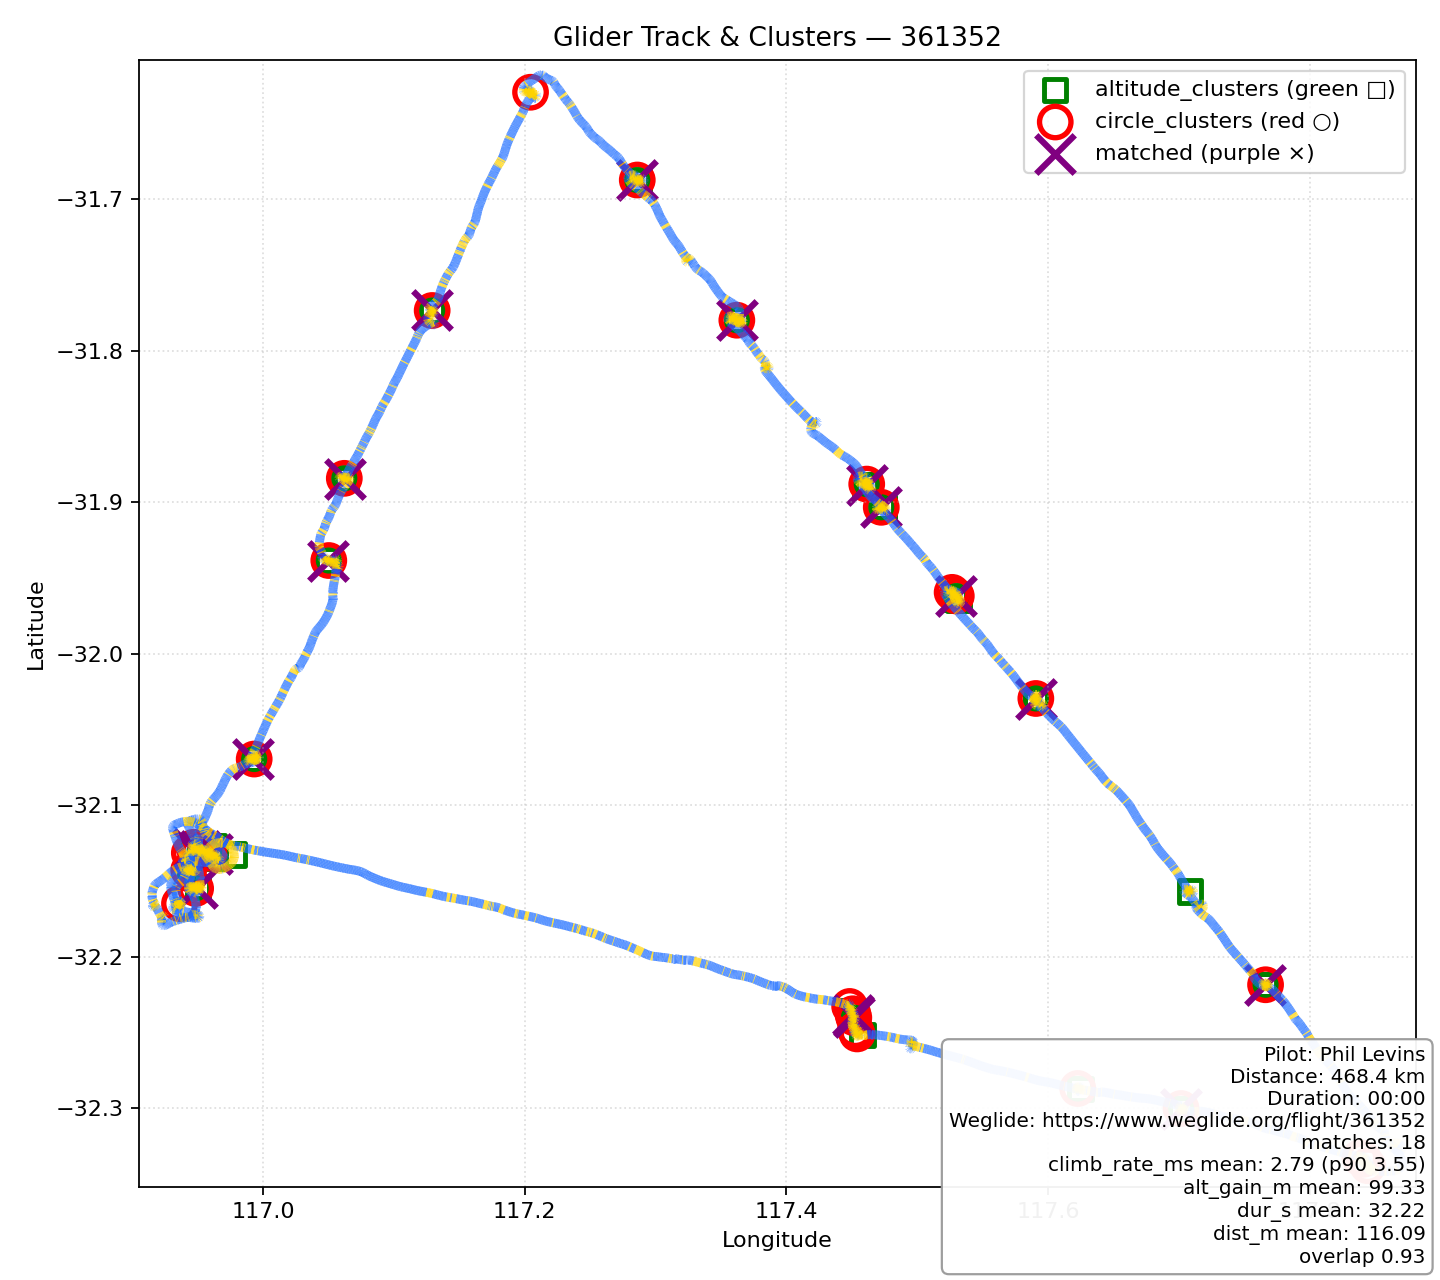 Glider Track & Clusters — 361352
altitude_clusters (green □)
circle_clusters (red ○)
matched (purple ×)
−31.7
−31.8
−31.9
−32.0
−32.1
−32.2
−32.3
Latitude
117.0
117.2
117.4
117.6
Longitude
Pilot: Phil Levins
Distance: 468.4 km
Duration: 00:00
Weglide: https://www.weglide.org/flight/361352
matches: 18
climb_rate_ms mean: 2.79 (p90 3.55)
alt_gain_m mean: 99.33
dur_s mean: 32.22
dist_m mean: 116.09
overlap 0.93